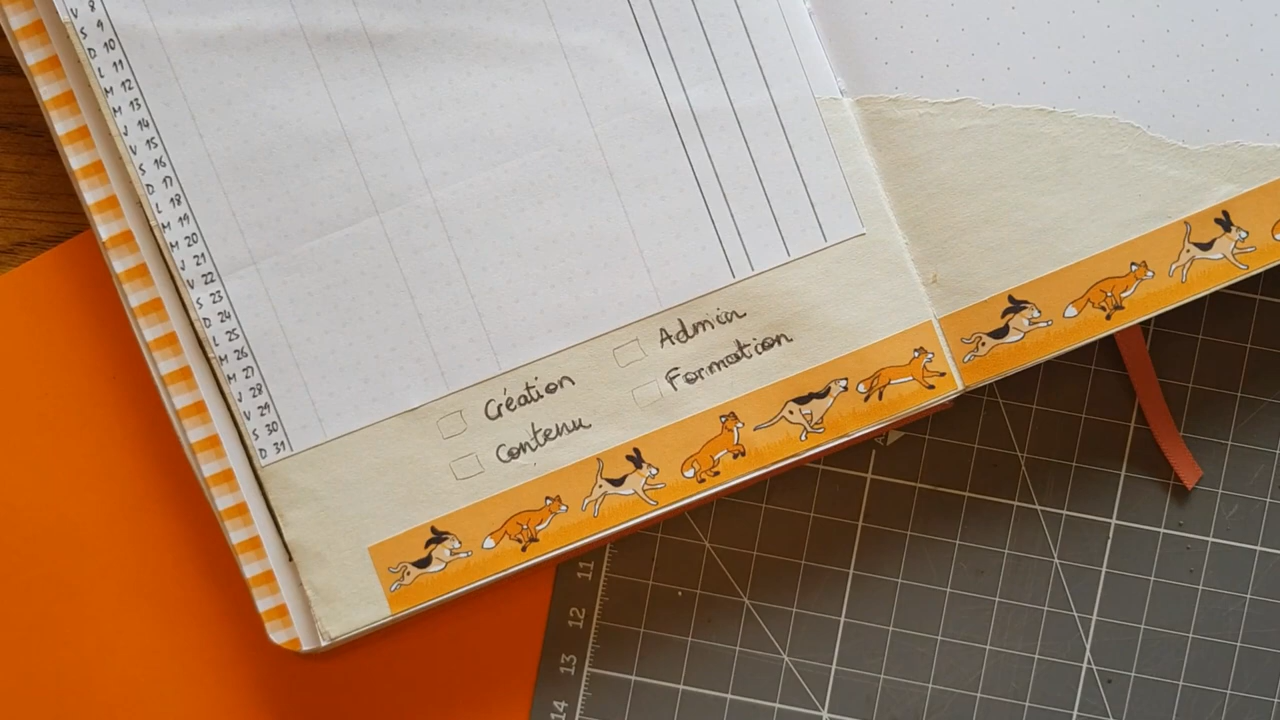 V 8
S 9
D 10
L 11
M 12
M 13
J 14
V 15
S 16
D 17
L 18
M 19
M 20
J 21
V 22
S 23
D 24
L 25
M 26
M 27
J 28
V 29
S 30
D 31
Création
Contenu
Admin
Formation
11
12
13
14